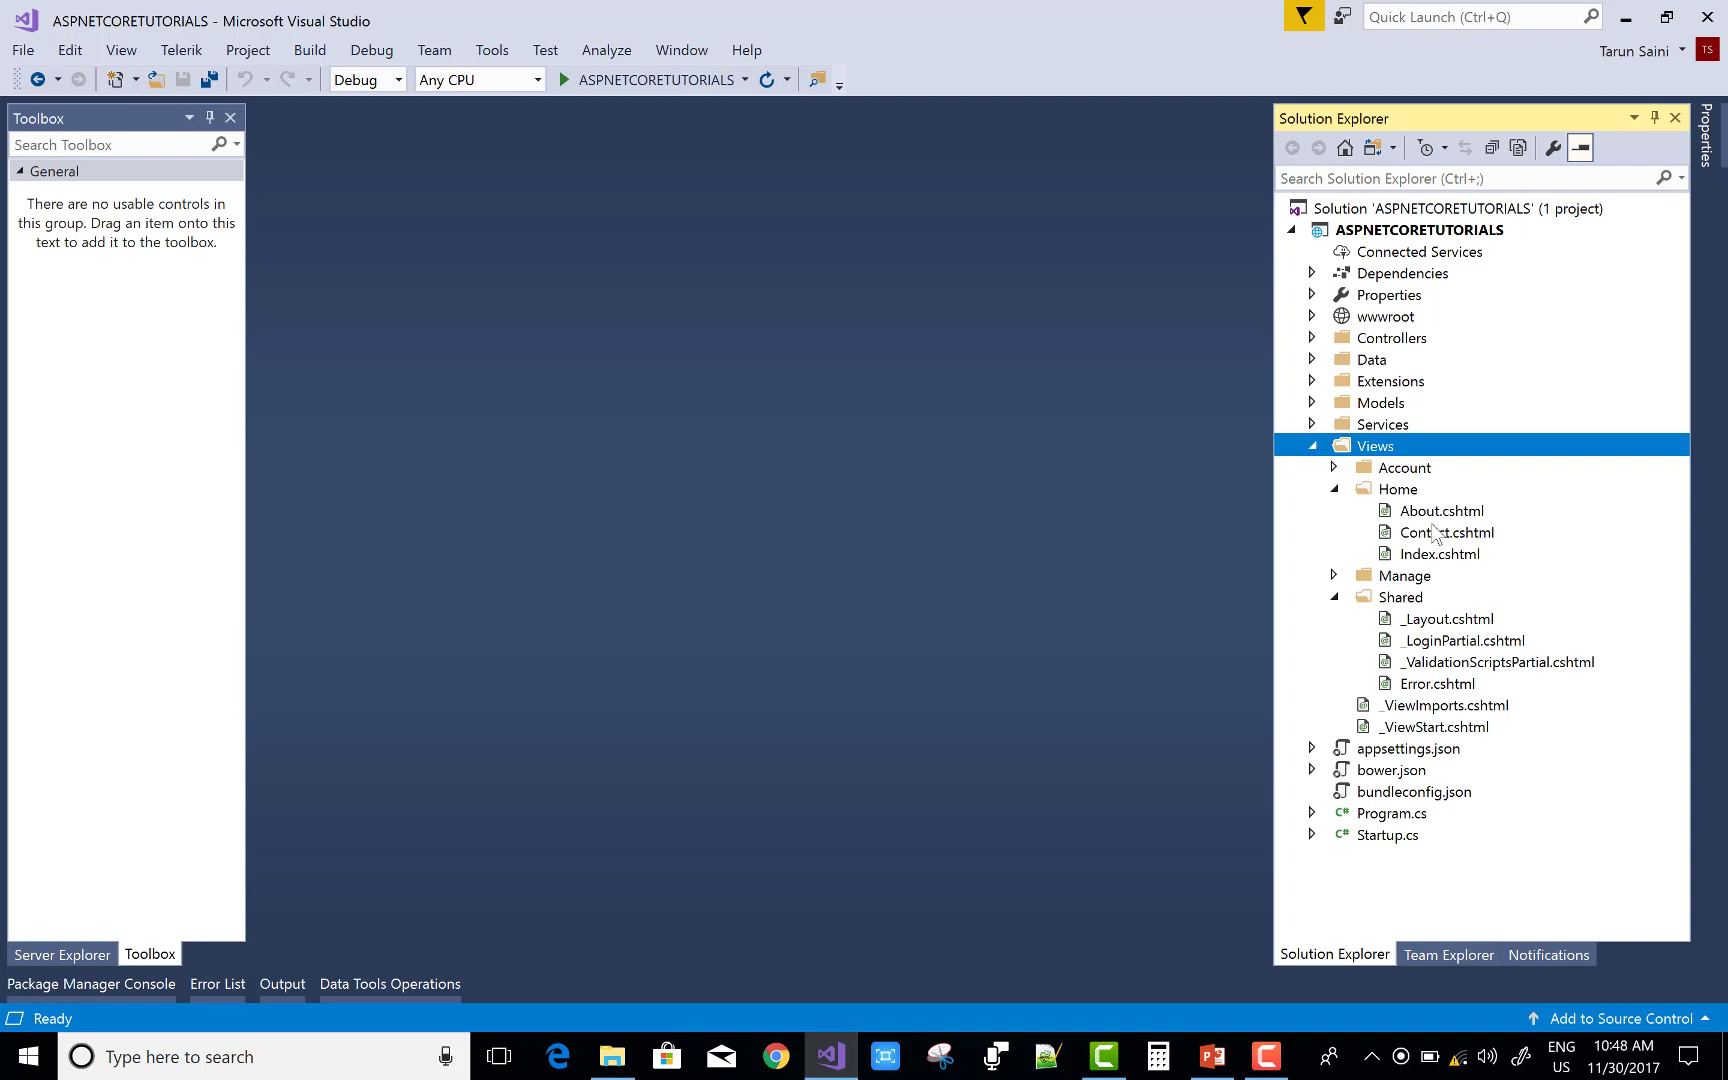 ASPNETCORETUTORIALS - Microsoft Visual Studio
Quick Launch (Ctrl+Q)
File Edit View Telerik Project Build Debug Team Tools Test Analyze Window Help
Tarun Saini TS
Debug Any CPU ASPNETCORETUTORIALS
Toolbox
Search Toolbox
General
There are no usable controls in
this group. Drag an item onto this
text to add it to the toolbox.
Server Explorer Toolbox
Solution Explorer
Search Solution Explorer (Ctrl+;)
Solution 'ASPNETCORETUTORIALS' (1 project)
ASPNETCORETUTORIALS
Connected Services
Dependencies
Properties
wwwroot
Controllers
Data
Extensions
Models
Services
Views
Account
Home
About.cshtml
Contact.cshtml
Index.cshtml
Manage
Shared
_Layout.cshtml
_LoginPartial.cshtml
_ValidationScriptsPartial.cshtml
Error.cshtml
_ViewImports.cshtml
_ViewStart.cshtml
appsettings.json
bower.json
bundleconfig.json
C# Program.cs
C# Startup.cs
Solution Explorer Team Explorer Notifications
Properties
Package Manager Console Error List Output Data Tools Operations
Ready
Add to Source Control
Type here to search
ENG
US
10:48 AM
11/30/2017